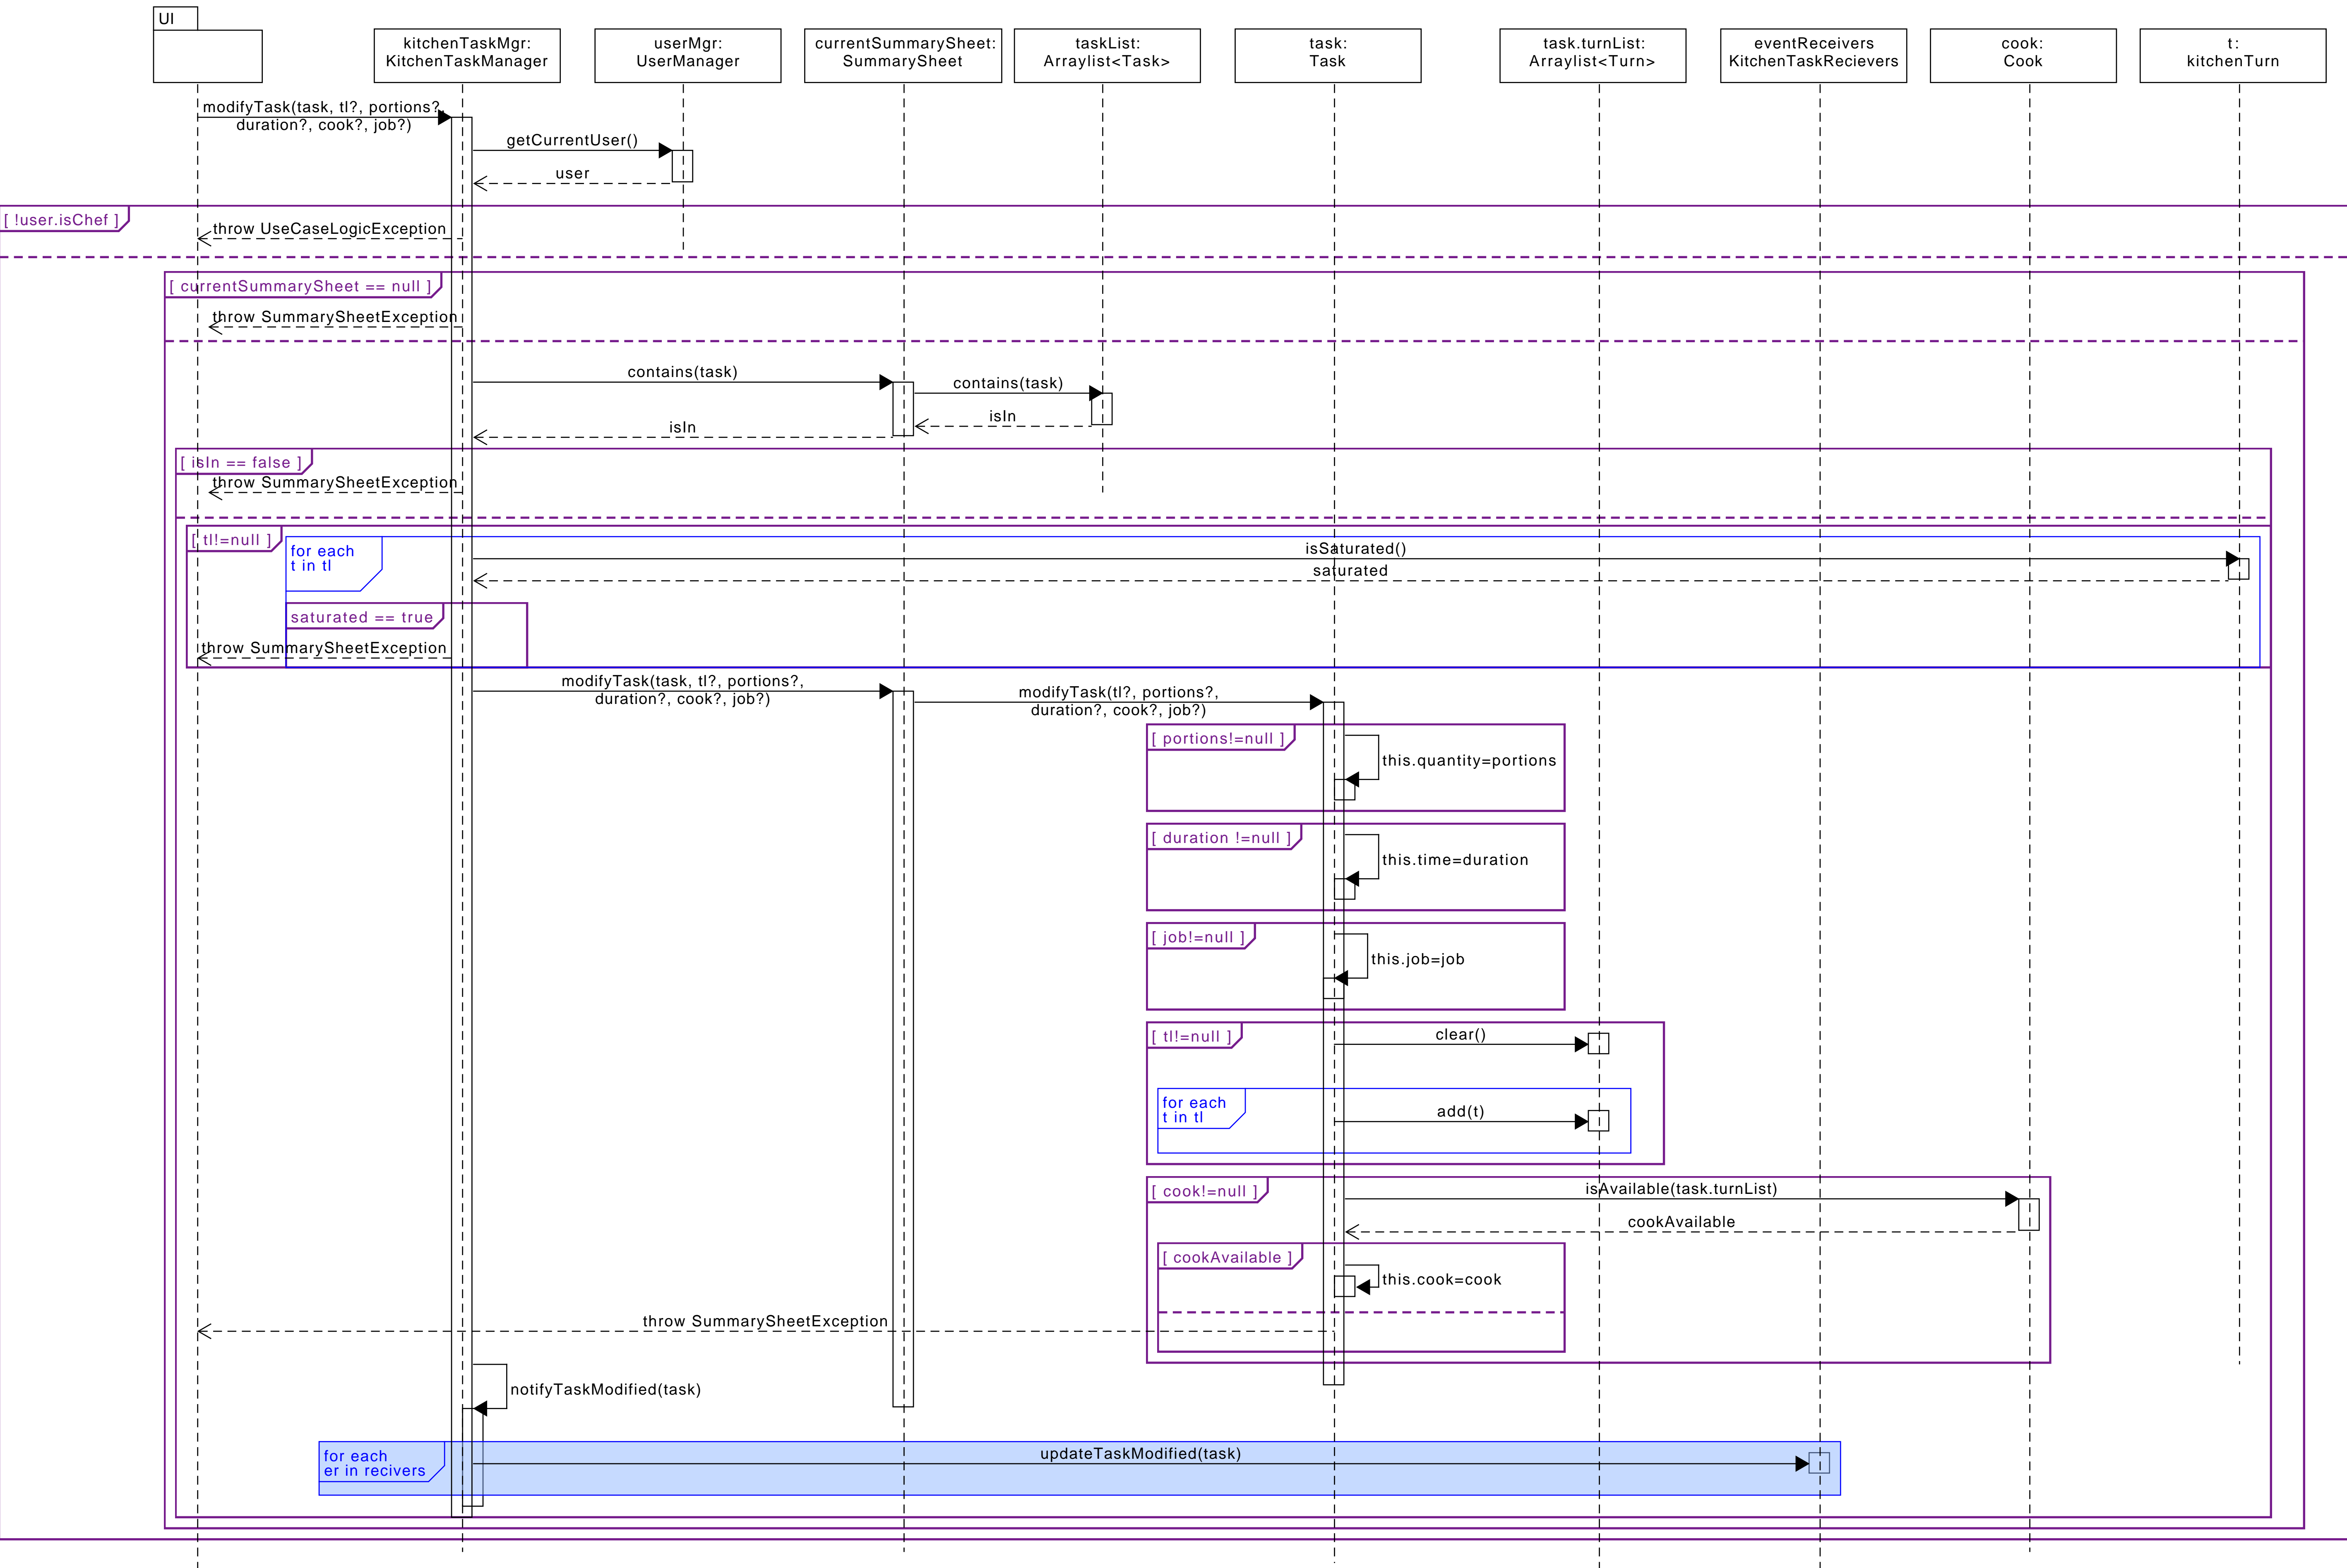 UI
kitchenTaskMgr:
KitchenTaskManager
userMgr:
UserManager
currentSummarySheet:
SummarySheet
taskList:
Arraylist<Task>
task:
Task
task.turnList:
Arraylist<Turn>
eventReceivers
KitchenTaskRecievers
cook:
Cook
t:
kitchenTurn
modifyTask(task, tl?, portions?,
duration?, cook?, job?)
getCurrentUser()
user
[ !user.isChef ]
throw UseCaseLogicException
[ currentSummarySheet == null ]
throw SummarySheetException
contains(task)
contains(task)
isIn
isIn
[ isIn == false ]
throw SummarySheetException
[ tl!=null ]
for each
t in tl
isSaturated()
saturated
saturated == true
throw SummarySheetException
modifyTask(task, tl?, portions?,
duration?, cook?, job?)
modifyTask(tl?, portions?,
duration?, cook?, job?)
[ portions!=null ]
this.quantity=portions
[ duration !=null ]
this.time=duration
[ job!=null ]
this.job=job
[ tl!=null ]
clear()
for each
t in tl
add(t)
[ cook!=null ]
isAvailable(task.turnList)
cookAvailable
[ cookAvailable ]
this.cook=cook
throw SummarySheetException
notifyTaskModified(task)
for each
er in recivers
updateTaskModified(task)